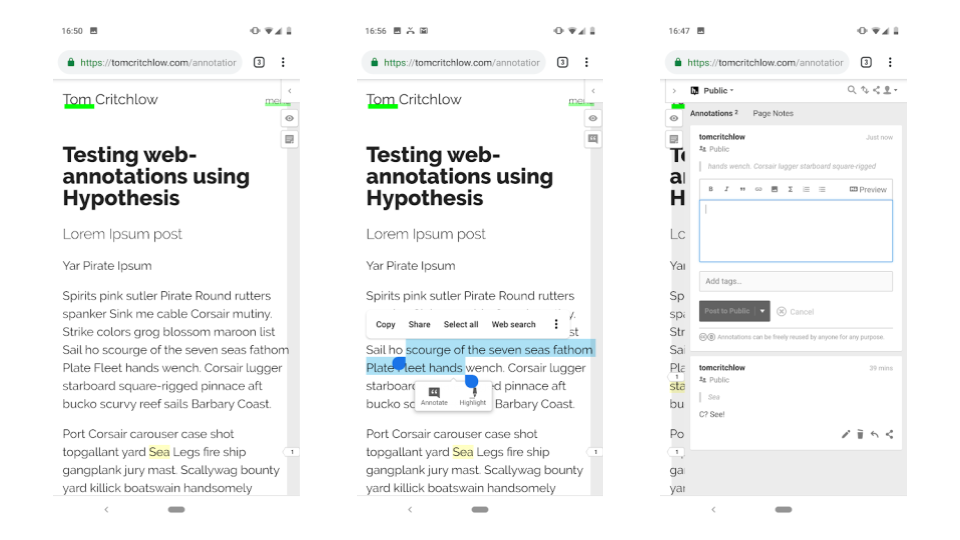 16:50
3
https://tomcritchlow.com/annotation
Tom Critchlow
menu
Testing web-
annotations using
Hypothesis
Lorem Ipsum post
Yar Pirate Ipsum
Spirits pink sutler Pirate Round rutters
spanker Sink me cable Corsair mutiny.
Strike colors grog blossom maroon list
Sail ho scourge of the seven seas fathom
Plate Fleet hands wench. Corsair lugger
starboard square-rigged pinnace aft
bucko scurvy reef sails Barbary Coast.
Port Corsair carouser case shot
topgallant yard Sea Legs fire ship
1
gangplank jury mast. Scallywag bounty
yard killick boatswain handsomely
16:56
https://tomcritchlow.com/annotation
3
Tom Critchlow
Testing web-
annotations using
Hypothesis
Lorem Ipsum post
Yar Pirate Ipsum
Spirits pink sutler Pirate Round rutters
Copy Share Select all Web search
st
Sail ho scourge of the seven seas fathom
Plate Fleet hands wench. Corsair lugger
starboard
d pinnace aft
Annotate Highlight
bucko sc
Barbary Coast.
Port Corsair carouser case shot
topgallant yard Sea Legs fire ship
1
gangplank jury mast. Scallywag bounty
yard killick boatswain handsomely
16:47
https://tomcritchlow.com/annotation
3
h. Public
Annotations 2 Page Notes
tomcritchlow Just now
Public
hands wench. Corsair lugger starboard square-rigged
B I Σ Preview
Add tags...
Post to Public Cancel
Annotations can be freely reused by anyone for any purpose.
tomcritchlow 39 mins
Public
Sea
C? See!
1
1